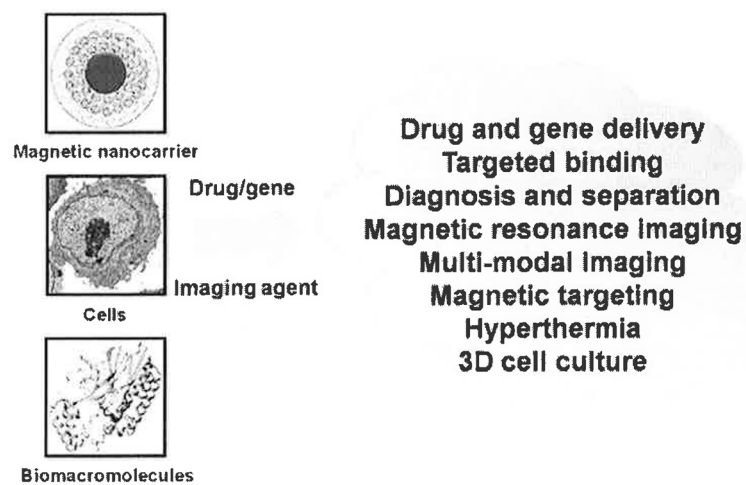 Magnetic nanocarrier
Drug/gene
Imaging agent
Cells
Biomacromolecules
Drug and gene delivery
Targeted binding
Diagnosis and separation
Magnetic resonance imaging
Multi-modal imaging
Magnetic targeting
Hyperthermia
3D cell culture